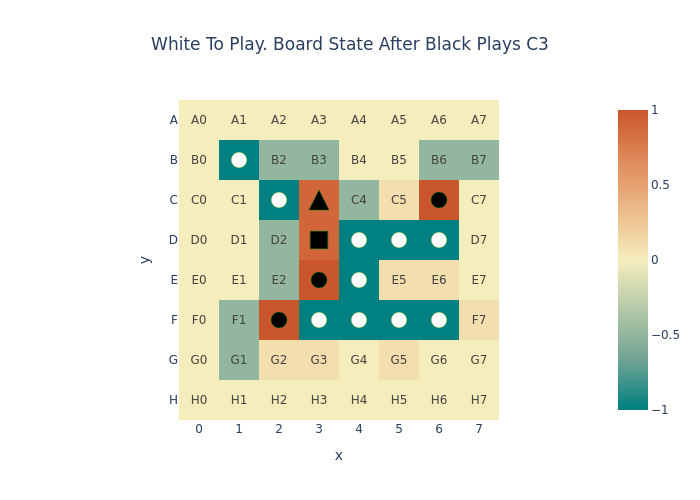 White To Play. Board State After Black Plays C3
A A0 A1 A2 A3 A4 A5 A6 A7
B B0 B2 B3 B4 B5 B6 B7
C C0 C1 C4 C5 C7
D D0 D1 D2 D7
E E0 E1 E2 E5 E6 E7
F F0 F1 F7
G G0 G1 G2 G3 G4 G5 G6 G7
H H0 H1 H2 H3 H4 H5 H6 H7
0 1 2 3 4 5 6 7
x
y
1
0.5
0
−0.5
−1